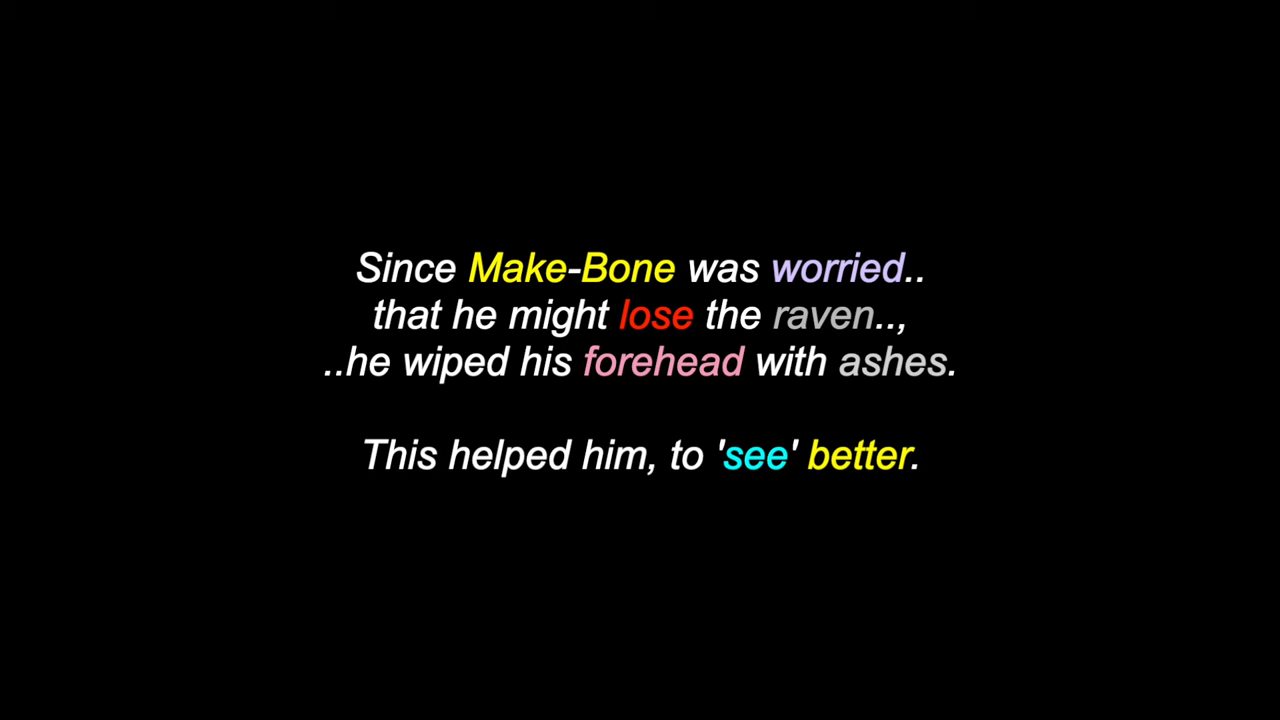 Since Make-Bone was worried..
that he might lose the raven..,
..he wiped his forehead with ashes.
This helped him, to 'see' better.